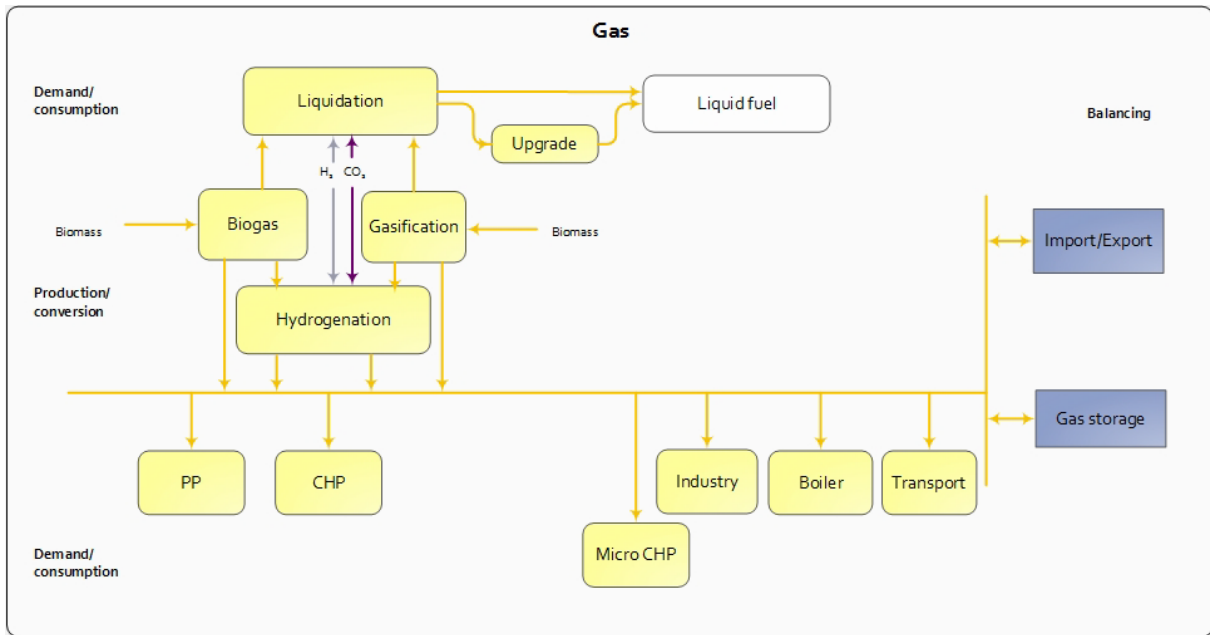 Gas
Demand/
consumption
Liquidation
Liquid fuel
Balancing
Upgrade
H₂ CO₂
Biomass
Biogas
Gasification
Biomass
Import/Export
Production/
conversion
Hydrogenation
Gas storage
PP
CHP
Industry
Boiler
Transport
Micro CHP
Demand/
consumption